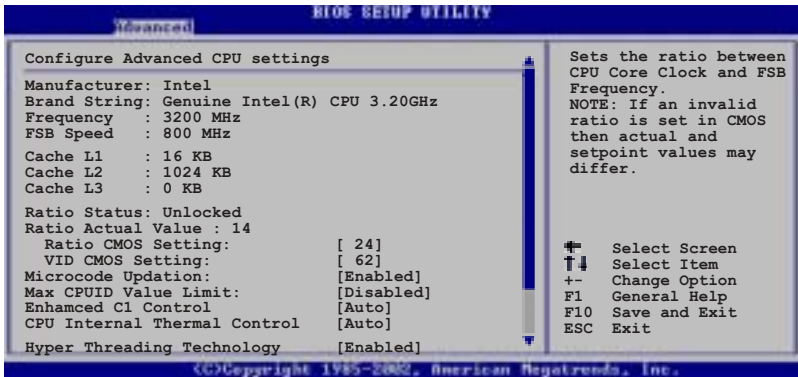 BIOS SETUP UTILITY
Advanced
Configure Advanced CPU settings
Manufacturer: Intel
Brand String: Genuine Intel(R) CPU 3.20GHz
Frequency : 3200 MHz
FSB Speed : 800 MHz
Cache L1 : 16 KB
Cache L2 : 1024 KB
Cache L3 : 0 KB
Ratio Status: Unlocked
Ratio Actual Value : 14
Ratio CMOS Setting: [ 24]
VID CMOS Setting: [ 62]
Microcode Updation: [Enabled]
Max CPUID Value Limit: [Disabled]
Enhamced C1 Control [Auto]
CPU Internal Thermal Control [Auto]
Hyper Threading Technology [Enabled]
Sets the ratio between
CPU Core Clock and FSB
Frequency.
NOTE: If an invalid
ratio is set in CMOS
then actual and
setpoint values may
differ.
Select Screen
Select Item
+- Change Option
F1 General Help
F10 Save and Exit
ESC Exit
(C)Copyright 1985-2002, American Megatrends, Inc.